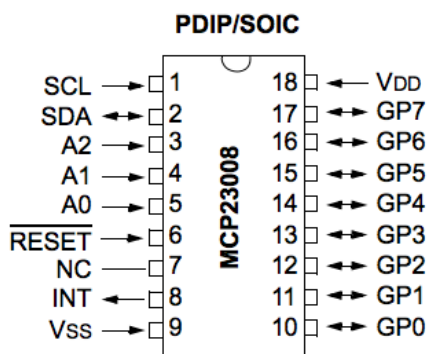 PDIP/SOIC
SCL 1 18 VDD
SDA 2 17 GP7
A2 3 16 GP6
A1 4 15 GP5
A0 5 14 GP4
RESET 6 13 GP3
NC 7 12 GP2
INT 8 11 GP1
Vss 9 10 GP0
MCP23008